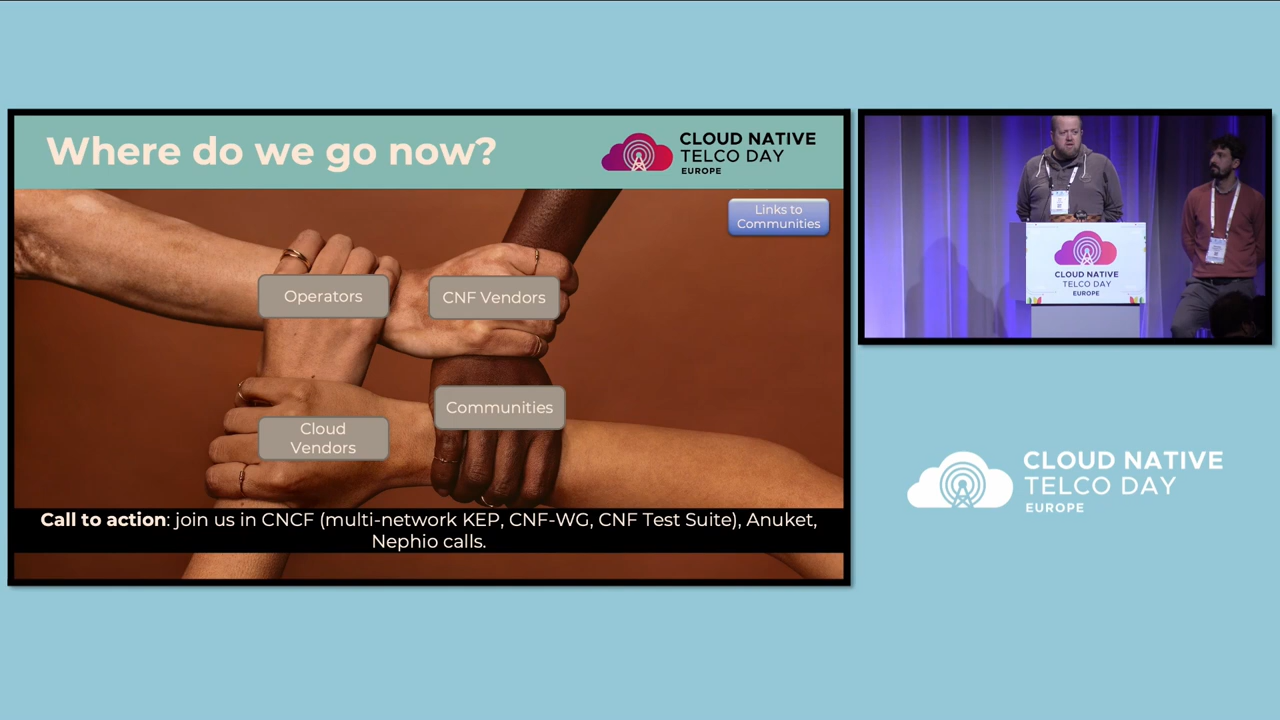 Where do we go now?
CLOUD NATIVE
TELCO DAY
EUROPE
Links to
Communities
Operators
CNF Vendors
Communities
Cloud
Vendors
Call to action: join us in CNCF (multi-network KEP, CNF-WG, CNF Test Suite), Anuket,
Nephio calls.
CLOUD NATIVE
TELCO DAY
EUROPE
CLOUD NATIVE
TELCO DAY
EUROPE